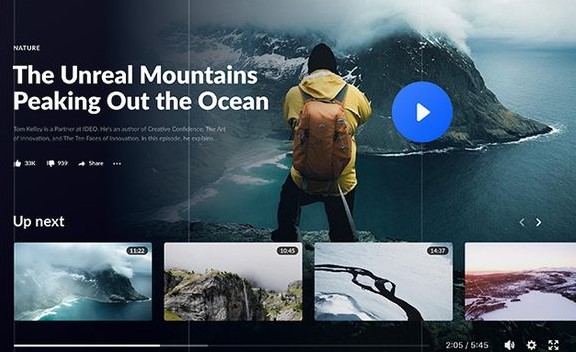 NATURE
The Unreal Mountains
Peaking Out the Ocean
Tom Kelley is a Partner at IDEO. He's an author of Creative Confidence, The Art
of Innovation, and The Ten Faces of Innovation. In this episode, he explains...
33K 939 Share
Up next
11:22 10:45 14:37
2:05 / 5:45